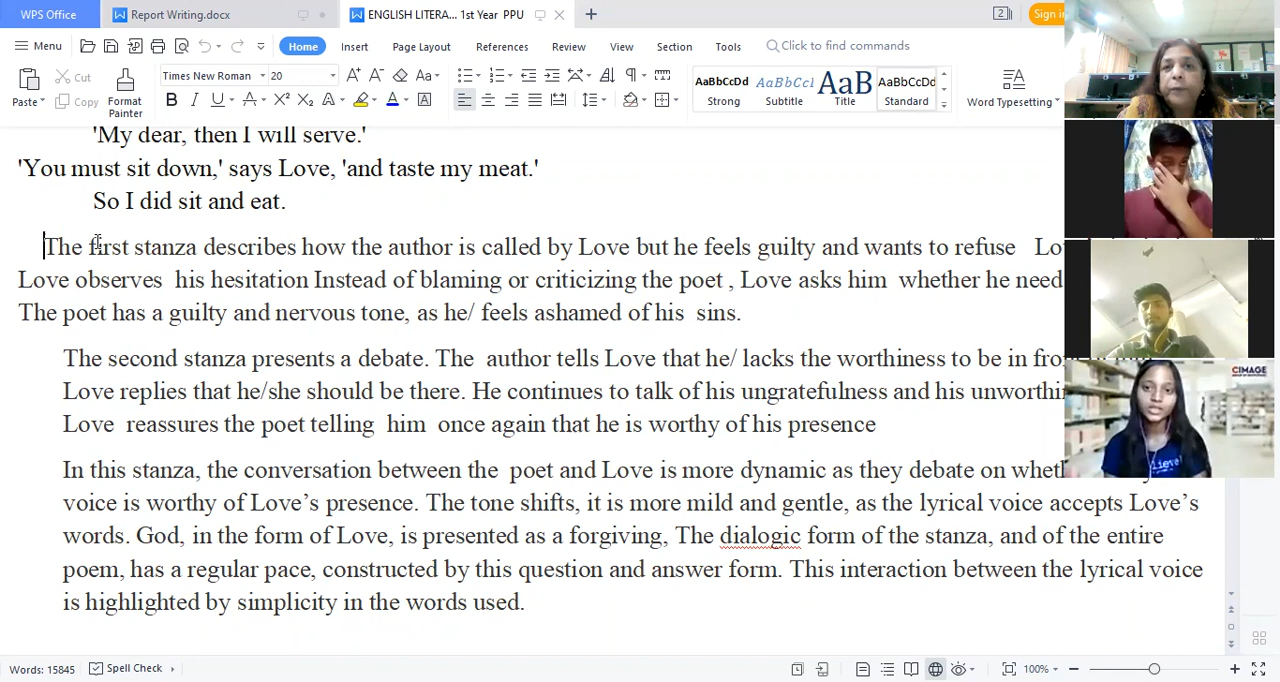 WPS Office
Report Writing.docx
ENGLISH LITERA... 1st Year PPU
Sign in
Menu
Home
Insert
Page Layout
References
Review
View
Section
Tools
Click to find commands
Paste
Cut
Copy
Format
Painter
Times New Roman
20
AaBbCcDd
Strong
AaBbCcl
Subtitle
AaB
Title
AaBbCcDd
Standard
Word Typesetting
'My dear, then I will serve.'
'You must sit down,' says Love, 'and taste my meat.'
So I did sit and eat.
The first stanza describes how the author is called by Love but he feels guilty and wants to refuse
Love observes his hesitation Instead of blaming or criticizing the poet , Love asks him whether he need
The poet has a guilty and nervous tone, as he/ feels ashamed of his sins.
The second stanza presents a debate. The author tells Love that he/ lacks the worthiness to be in
Love replies that he/she should be there. He continues to talk of his ungratefulness and his
Love reassures the poet telling him once again that he is worthy of his presence
In this stanza, the conversation between the poet and Love is more dynamic as they debate on
voice is worthy of Love’s presence. The tone shifts, it is more mild and gentle, as the lyrical voice accepts Love’s
words. God, in the form of Love, is presented as a forgiving, The dialogic form of the stanza, and of the entire
poem, has a regular pace, constructed by this question and answer form. This interaction between the lyrical voice
is highlighted by simplicity in the words used.
CIMAGE
Words: 15845
Spell Check
100%